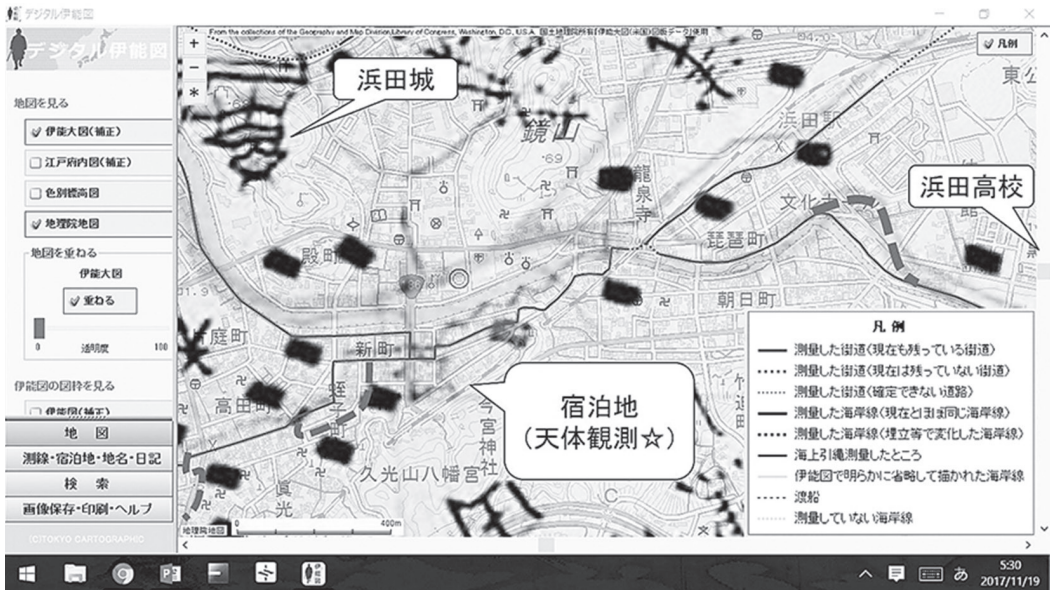 デジタル伊能図
デジタル伊能図
From the collections of the Geography and Map Division, Library of Congress, Washington, D.C., U.S.A. 国土地理院所有「伊能大図(米国)図版データ」使用
地図を見る
伊能大図(補正)
江戸府内図(補正)
色別標高図
地理院地図
地図を重ねる
伊能大図
重ねる
0 透明度 100
伊能図の図枠を見る
伊能図(補正)
地 図
測線・宿泊地・地名・日記
検 索
画像保存・印刷・ヘルプ
(C)TOKYO CARTOGRAPHIC
+
−
*
凡例
浜田城
鏡山
69
浜田駅
東公
浜田高校
龍泉寺
文化
琵琶町
殿町
朝日町
庭町
新町
蛭子町
高田町
宿泊地
(天体観測☆)
今宮神社
久光山八幡宮
眞光
竹迫
凡 例
測量した街道(現在も残っている街道)
測量した街道(現在は残っていない街道)
測量した街道(確定できない道路)
測量した海岸線(現在とほぼ同じ海岸線)
測量した海岸線(埋立等で変化した海岸線)
海上引縄測量したところ
伊能図で明らかに省略して描かれた海岸線
渡船
測量していない海岸線
地理院地図
0 400m
あ
5:30
2017/11/19